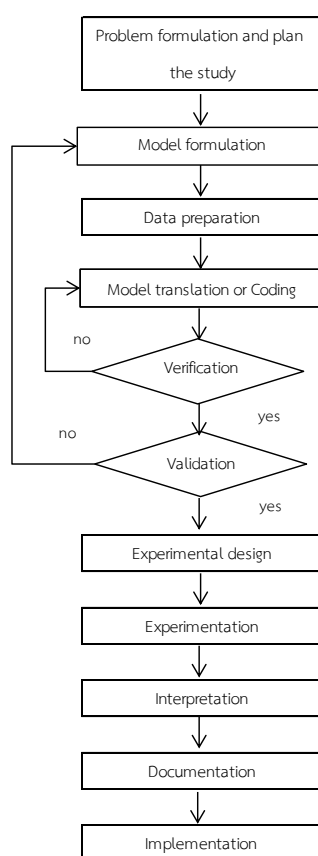 Problem formulation and plan
the study
Model formulation
Data preparation
Model translation or Coding
no
Verification
yes
no
Validation
yes
Experimental design
Experimentation
Interpretation
Documentation
Implementation